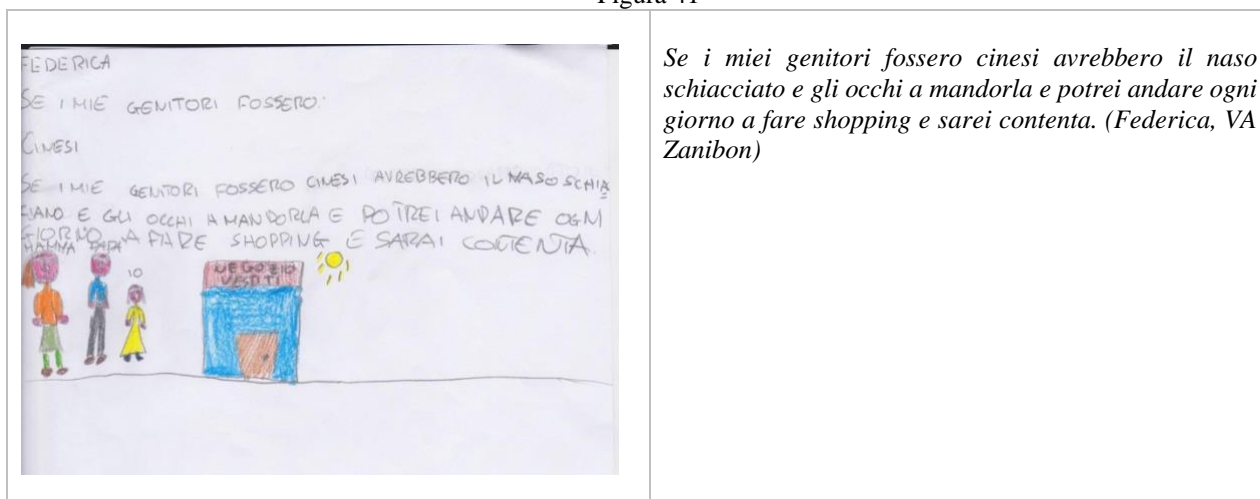 Figura 41
FEDERICA
SE I MIE GENITORI FOSSERO:
CINESI
SE I MIE GENITORI FOSSERO CINESI AVREBBERO IL NASO SCHIA
E GLI OCCHI A MANDORLA E POTREI ANDARE OGNI
GIORNO A FARE SHOPPING E SARAI CONTENTA.
MAMMA PAPA
IO
NEGOZIO
VESTITI
Se i miei genitori fossero cinesi avrebbero il naso
schiacciato e gli occhi a mandorla e potrei andare ogni
giorno a fare shopping e sarei contenta. (Federica, VA
Zanibon)